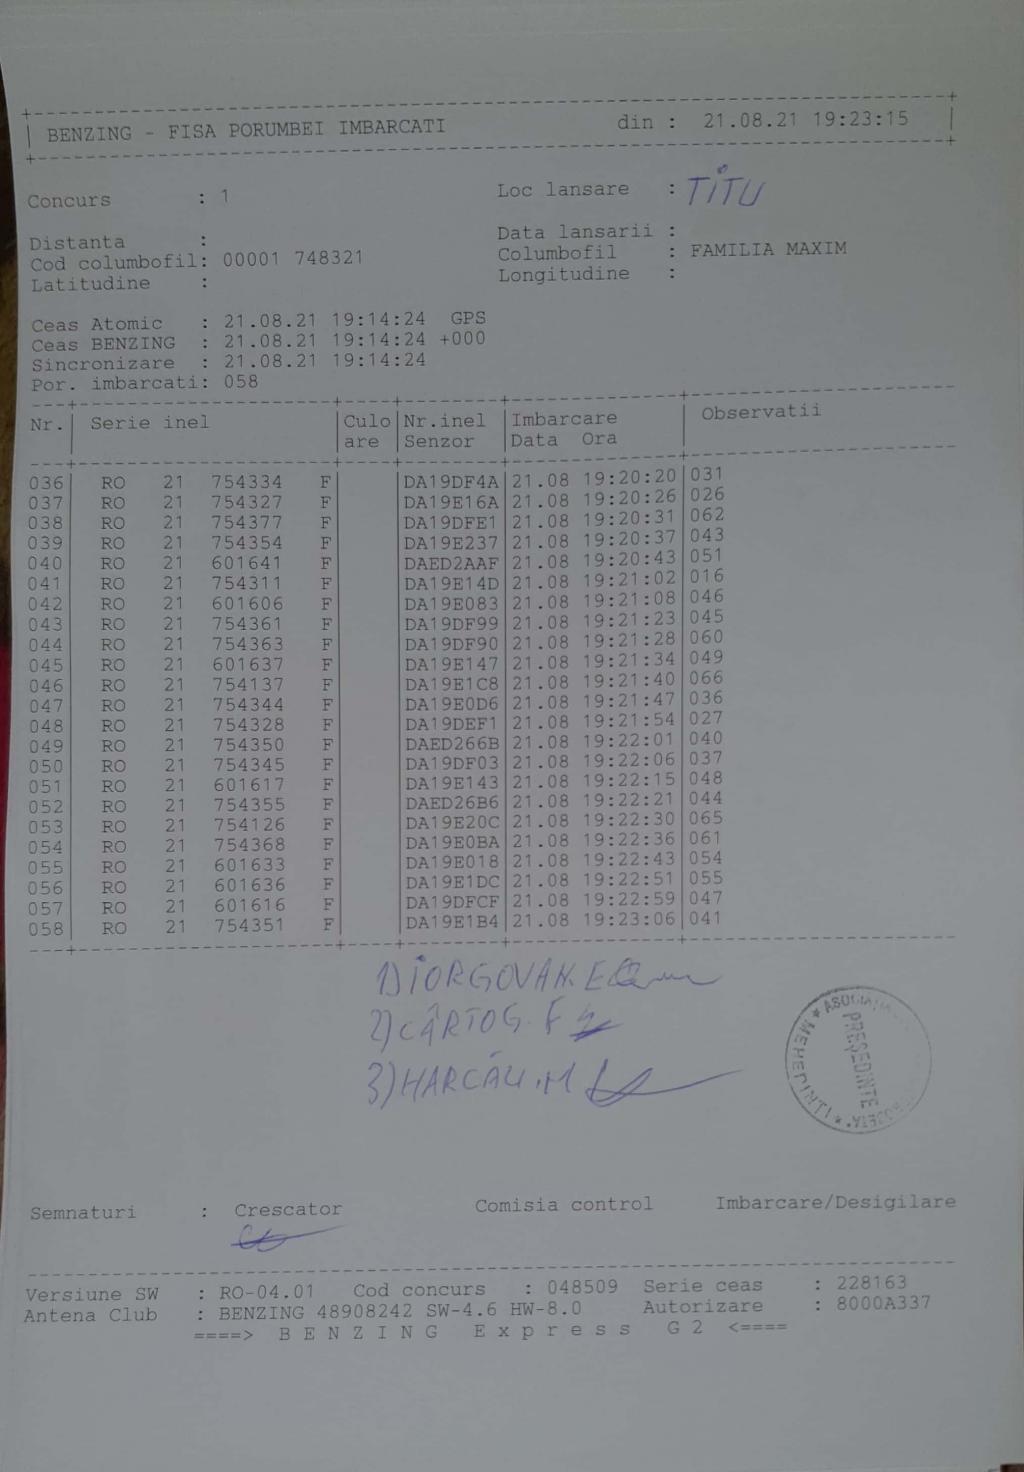 BENZING - FISA PORUMBEI IMBARCATI din : 21.08.21 19:23:15
Concurs : 1 Loc lansare : TITU
Distanta : Data lansarii :
Cod columbofil: 00001 748321 Columbofil : FAMILIA MAXIM
Latitudine : Longitudine :
Ceas Atomic : 21.08.21 19:14:24 GPS
Ceas BENZING : 21.08.21 19:14:24 +000
Sincronizare : 21.08.21 19:14:24
Por. imbarcati: 058
Nr. Serie inel Culo Nr.inel Imbarcare Observatii
are Senzor Data Ora
036 RO 21 754334 F DA19DF4A 21.08 19:20:20 031
037 RO 21 754327 F DA19E16A 21.08 19:20:26 026
038 RO 21 754377 F DA19DFE1 21.08 19:20:31 062
039 RO 21 754354 F DA19E237 21.08 19:20:37 043
040 RO 21 601641 F DAED2AAF 21.08 19:20:43 051
041 RO 21 754311 F DA19E14D 21.08 19:21:02 016
042 RO 21 601606 F DA19E083 21.08 19:21:08 046
043 RO 21 754361 F DA19DF99 21.08 19:21:23 045
044 RO 21 754363 F DA19DF90 21.08 19:21:28 060
045 RO 21 601637 F DA19E147 21.08 19:21:34 049
046 RO 21 754137 F DA19E1C8 21.08 19:21:40 066
047 RO 21 754344 F DA19E0D6 21.08 19:21:47 036
048 RO 21 754328 F DA19DEF1 21.08 19:21:54 027
049 RO 21 754350 F DAED266B 21.08 19:22:01 040
050 RO 21 754345 F DA19DF03 21.08 19:22:06 037
051 RO 21 601617 F DA19E143 21.08 19:22:15 048
052 RO 21 754355 F DAED26B6 21.08 19:22:21 044
053 RO 21 754126 F DA19E20C 21.08 19:22:30 065
054 RO 21 754368 F DA19E0BA 21.08 19:22:36 061
055 RO 21 601633 F DA19E018 21.08 19:22:43 054
056 RO 21 601636 F DA19E1DC 21.08 19:22:51 055
057 RO 21 601616 F DA19DFCF 21.08 19:22:59 047
058 RO 21 754351 F DA19E1B4 21.08 19:23:06 041
1) IORGOVAN. E
2) CÂRTOG. F
3) HARCĂU. M
PREȘEDINTE
MEHEDINȚI
Semnaturi : Crescator Comisia control Imbarcare/Desigilare
Versiune SW : RO-04.01 Cod concurs : 048509 Serie ceas : 228163
Antena Club : BENZING 48908242 SW-4.6 HW-8.0 Autorizare : 8000A337
====> B E N Z I N G E x p r e s s G 2 <====